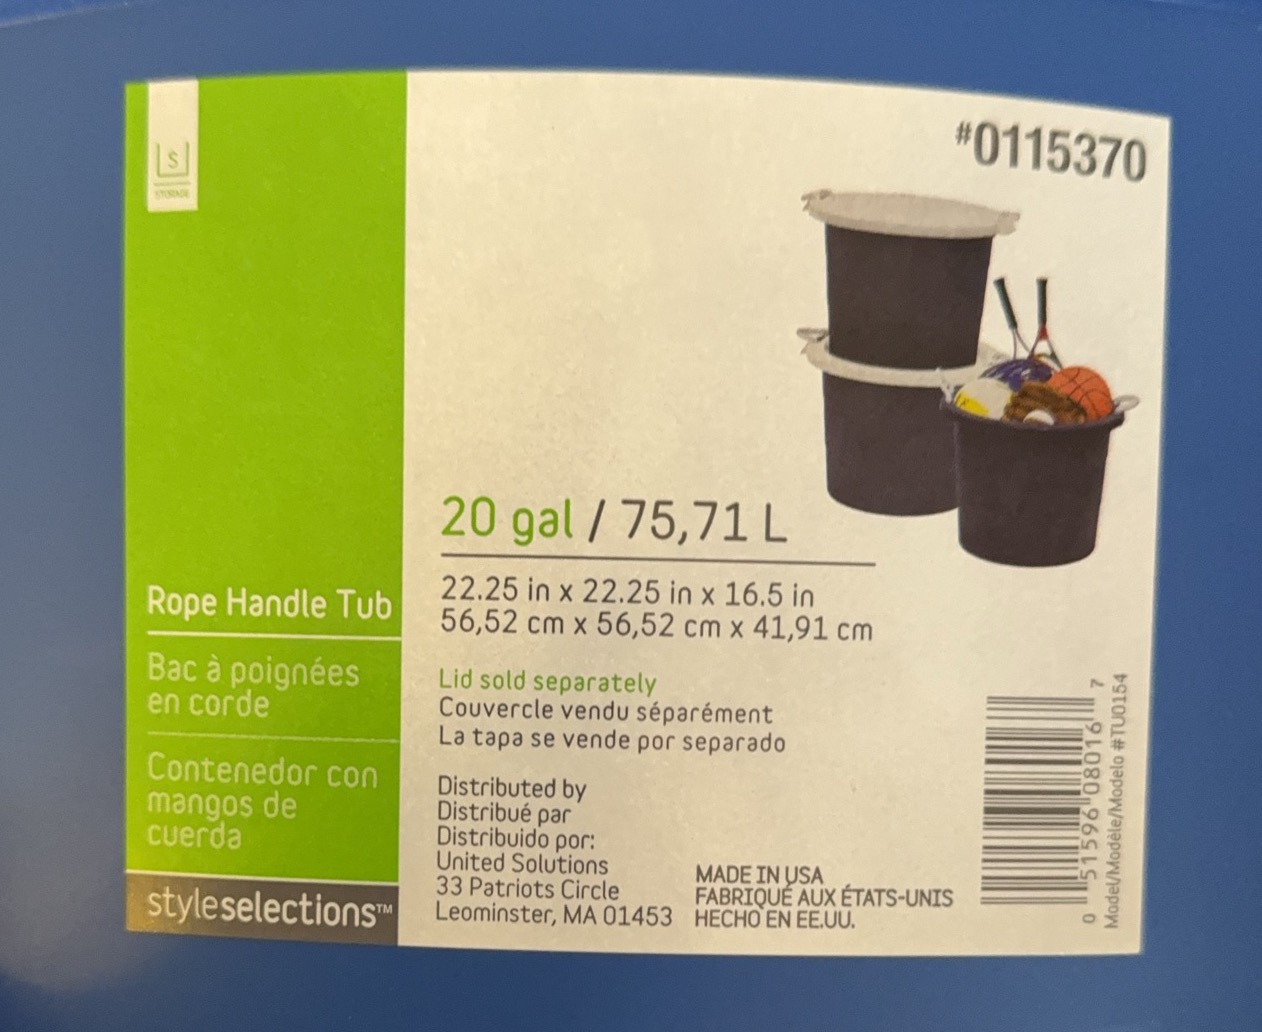 S
STORAGE
#0115370
20 gal / 75,71 L
22.25 in x 22.25 in x 16.5 in
56,52 cm x 56,52 cm x 41,91 cm
Rope Handle Tub
Bac à poignées
en corde
Contenedor con
mangos de
cuerda
styleselections™
Lid sold separately
Couvercle vendu séparément
La tapa se vende por separado
Distributed by
Distribué par
Distribuido por:
United Solutions
33 Patriots Circle
Leominster, MA 01453
MADE IN USA
FABRIQUÉ AUX ÉTATS-UNIS
HECHO EN EE.UU.
0 51596 08016 7
Model/Modèle/Modelo #TU0154